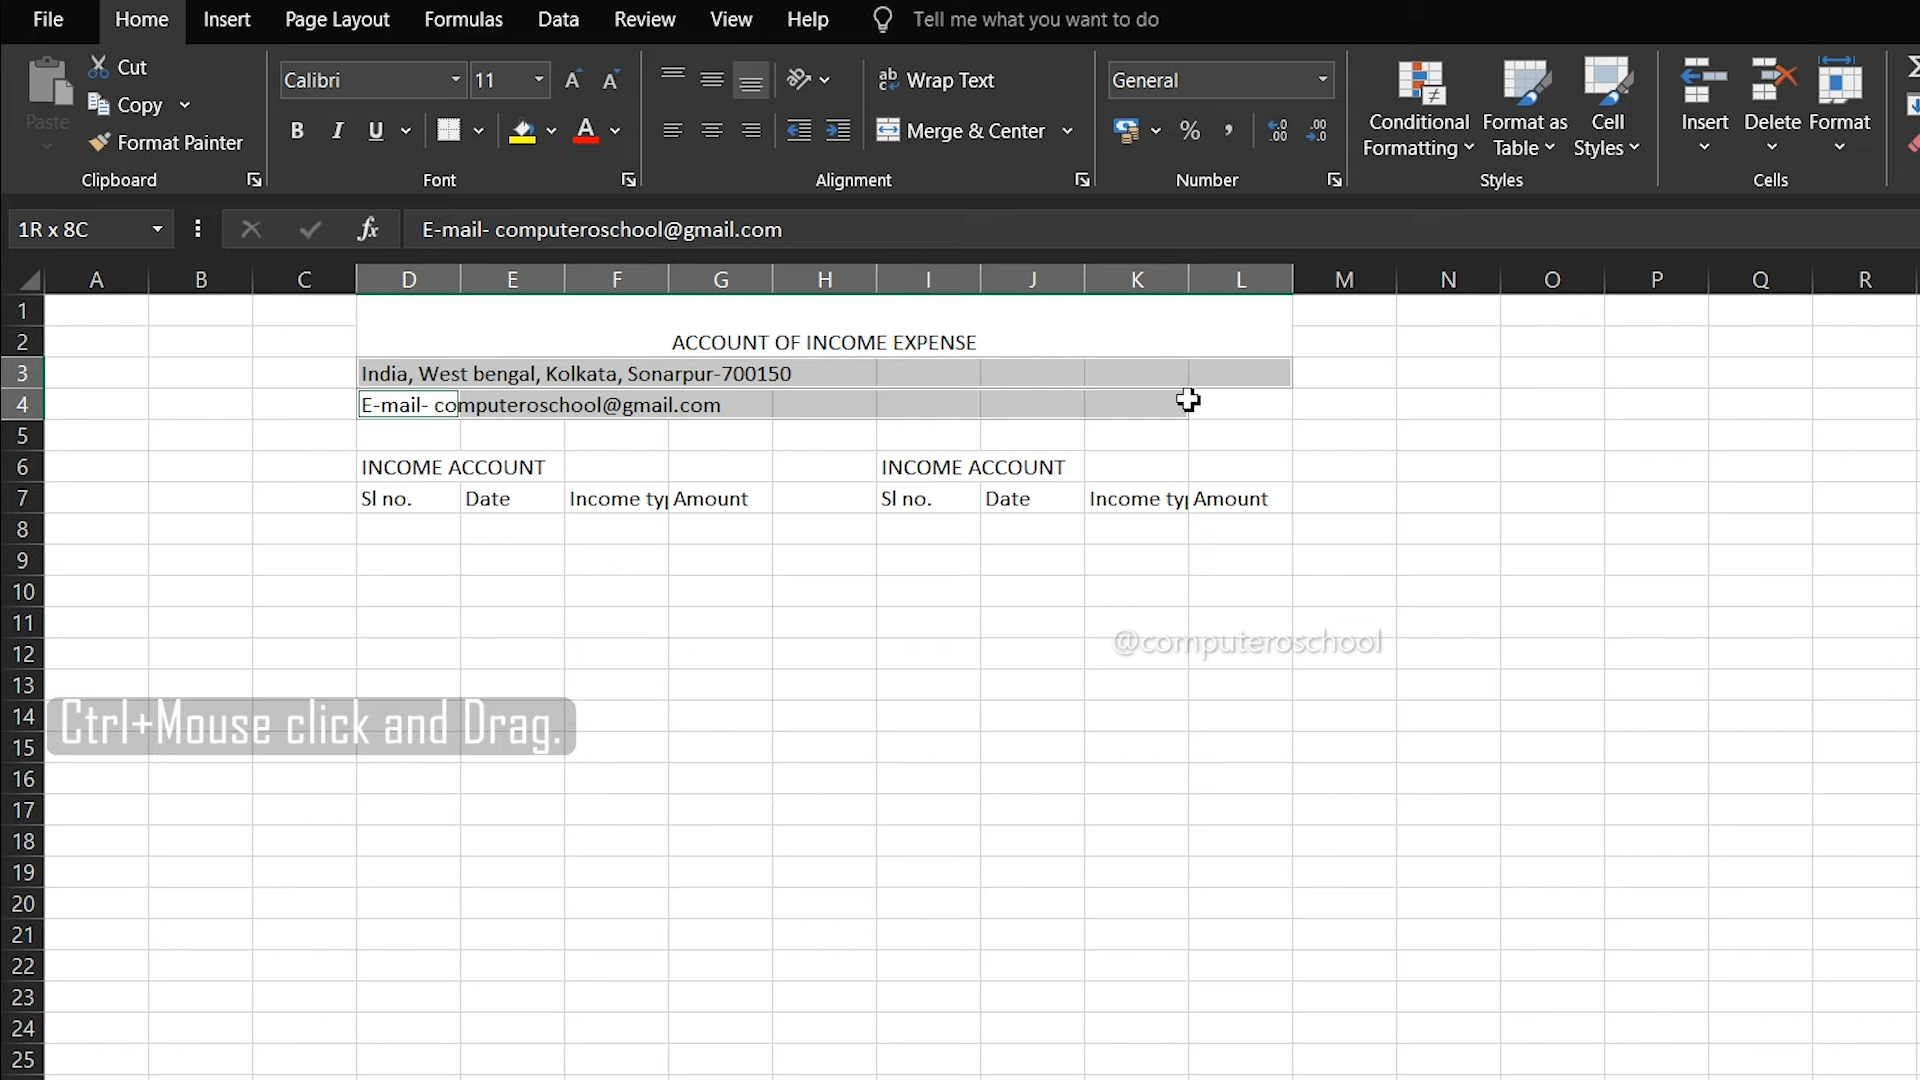 File Home Insert Page Layout Formulas Data Review View Help Tell me what you want to do
Paste Cut
Copy
Format Painter
Clipboard
Calibri 11
B I U
Font
Wrap Text
Merge & Center
Alignment
General
%
Number
Conditional Formatting
Format as Table
Cell Styles
Styles
Insert Delete Format
Cells
1R x 8C fx E-mail- computeroschool@gmail.com
A B C D E F G H I J K L M N O P Q R
1
2 ACCOUNT OF INCOME EXPENSE
3 India, West bengal, Kolkata, Sonarpur-700150
4 E-mail- computeroschool@gmail.com
5
6 INCOME ACCOUNT INCOME ACCOUNT
7 Sl no. Date Income typ Amount Sl no. Date Income typ Amount
8
9
10
11
12
@computeroschool
13
14
Ctrl+Mouse click and Drag.
15
16
17
18
19
20
21
22
23
24
25